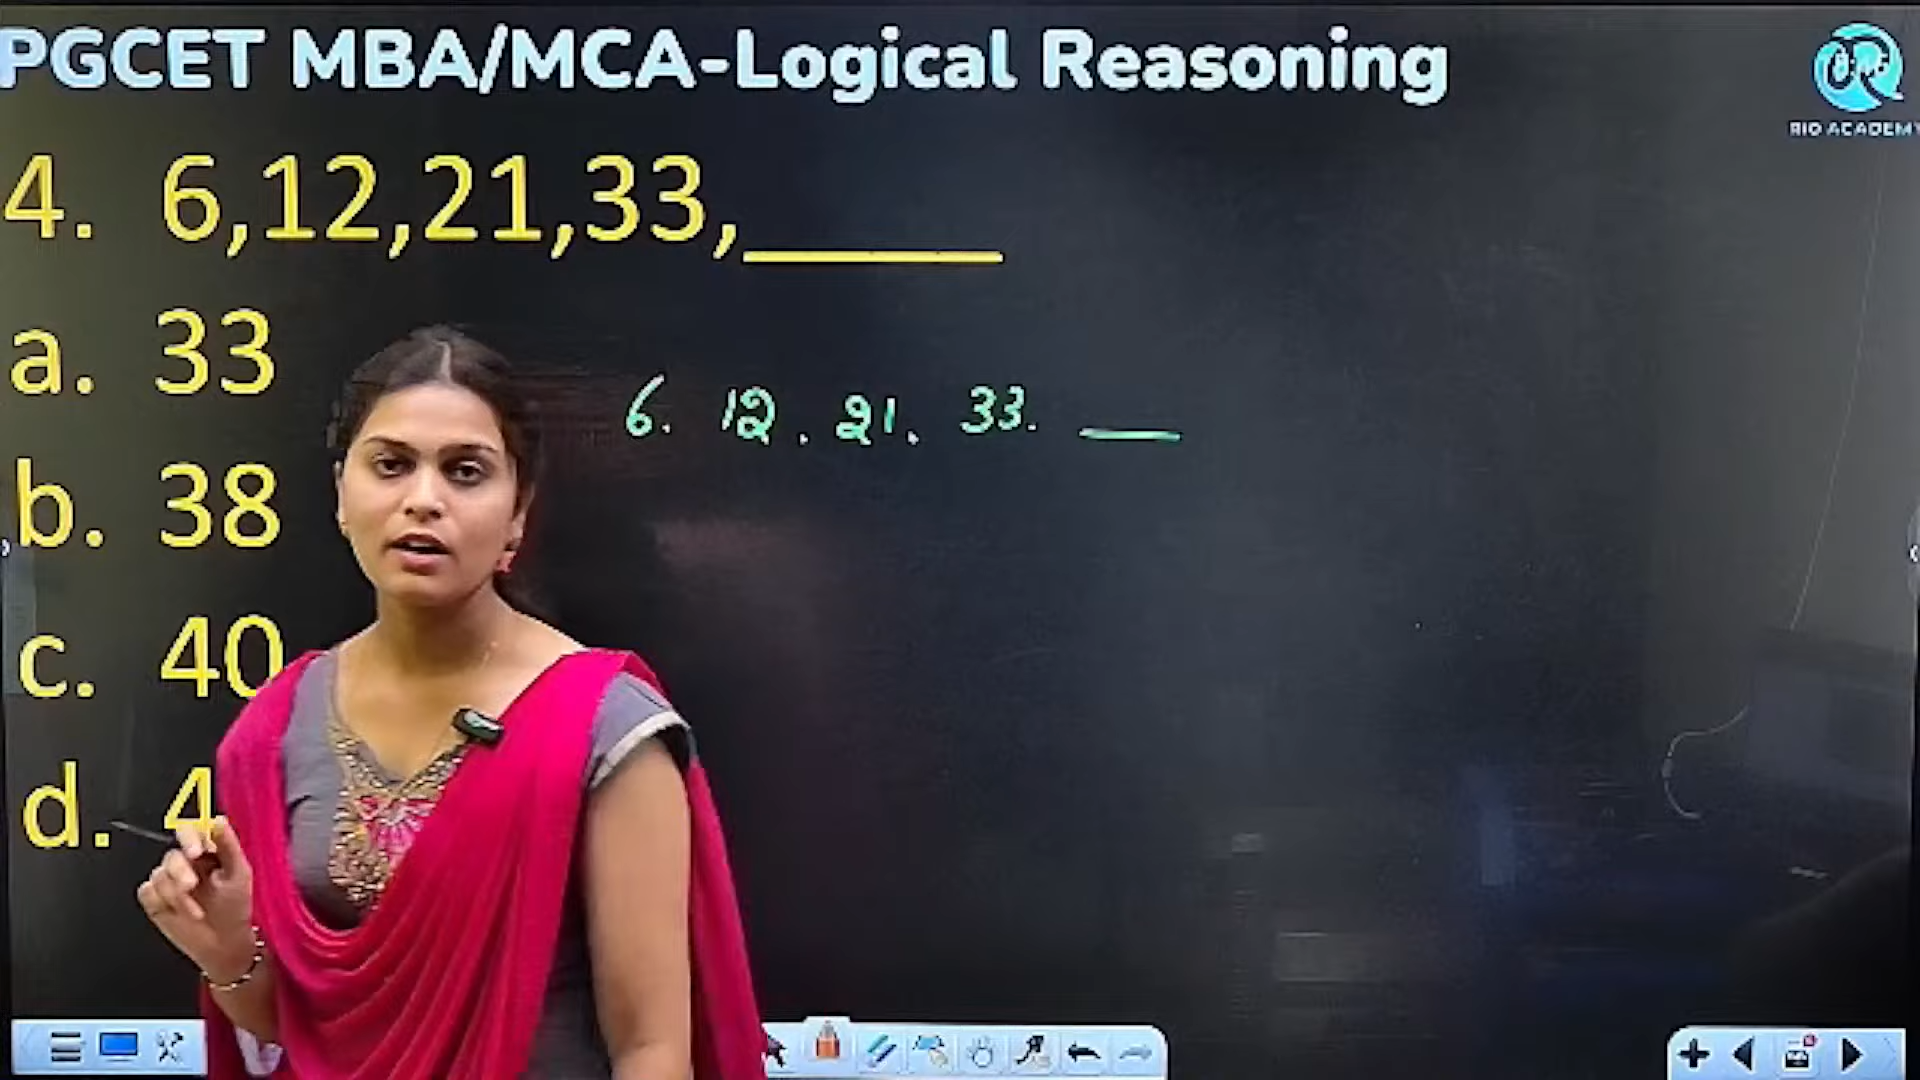 PGCET MBA/MCA-Logical Reasoning
RIO ACADEMY
4. 6,12,21,33,_____
a. 33
6. 12. 21. 33. __
b. 38
c. 40
d. 4